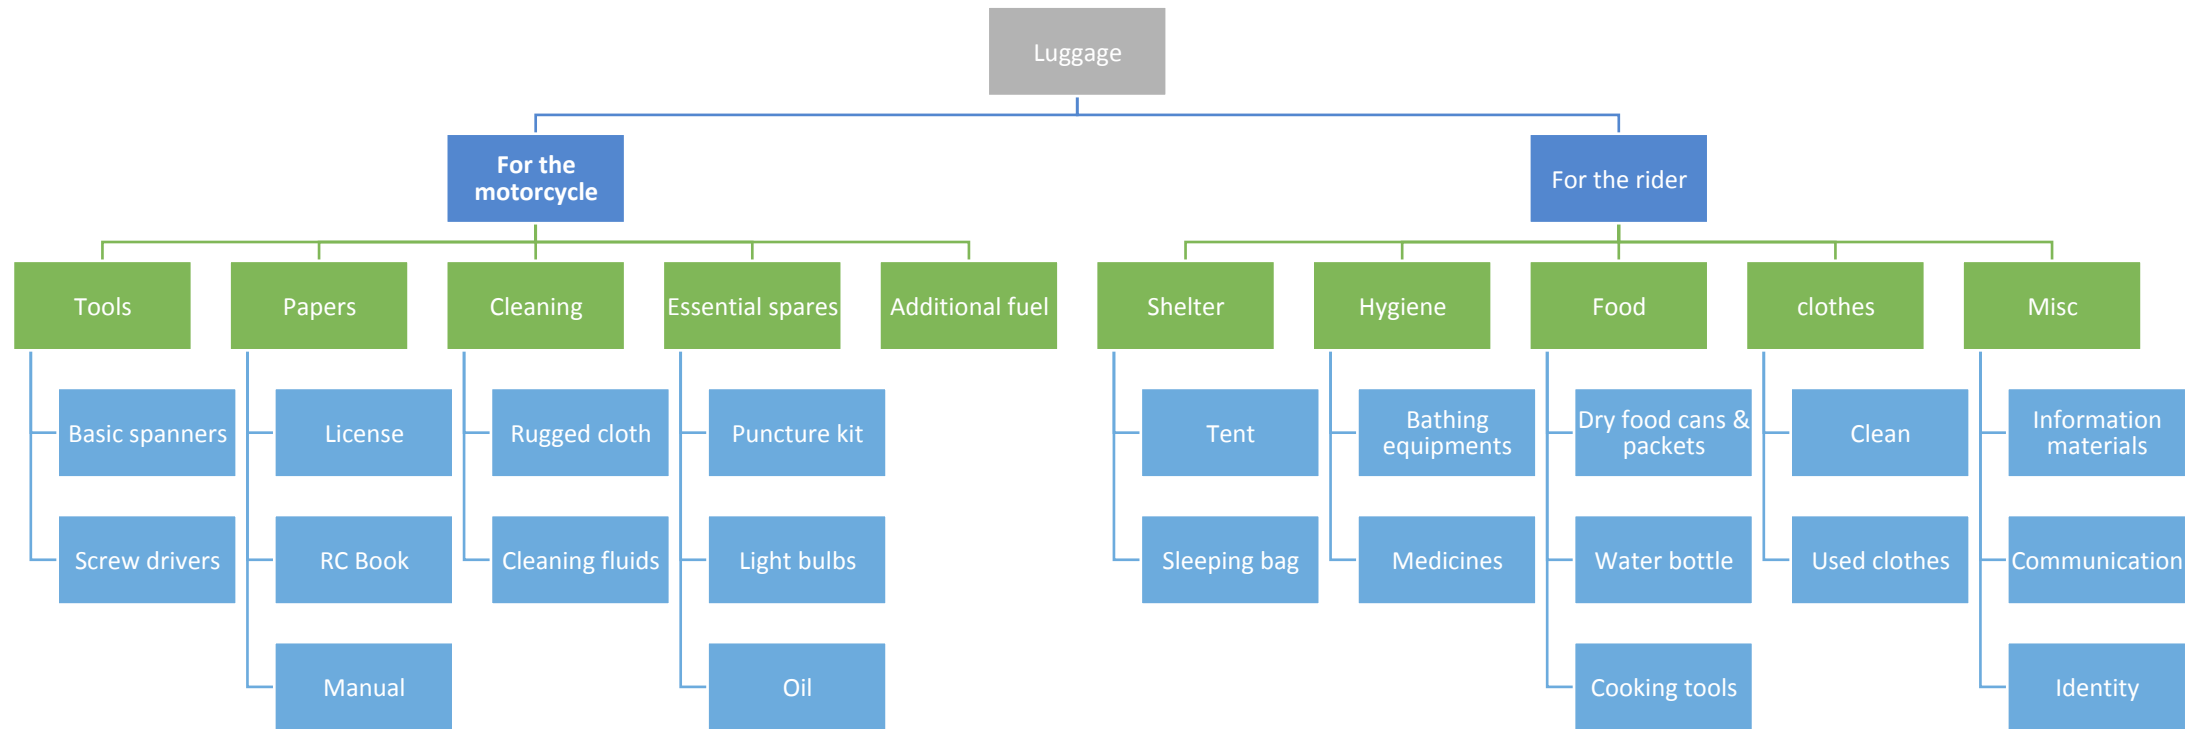 Luggage
For the
motorcycle
For the rider
Tools
Papers
Cleaning
Essential spares
Additional fuel
Shelter
Hygiene
Food
clothes
Misc
Basic spanners
License
Rugged cloth
Puncture kit
Tent
Bathing
equipments
Dry food cans &
packets
Clean
Information
materials
Screw drivers
RC Book
Cleaning fluids
Light bulbs
Sleeping bag
Medicines
Water bottle
Used clothes
Communication
Manual
Oil
Cooking tools
Identity